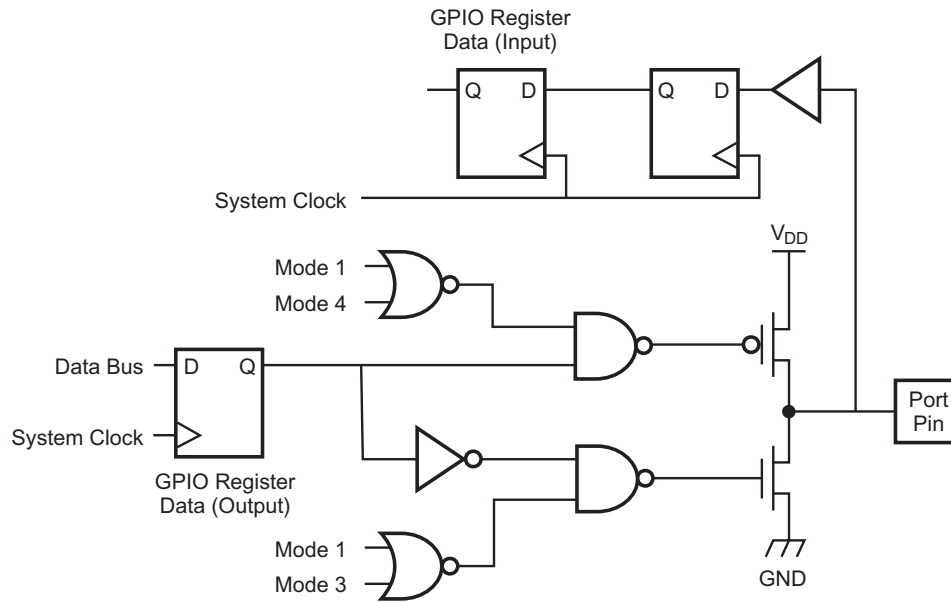 GPIO Register
Data (Input)
Q D
Q D
System Clock
VDD
Mode 1
Mode 4
Data Bus
D Q
System Clock
GPIO Register
Data (Output)
Port
Pin
Mode 1
Mode 3
GND